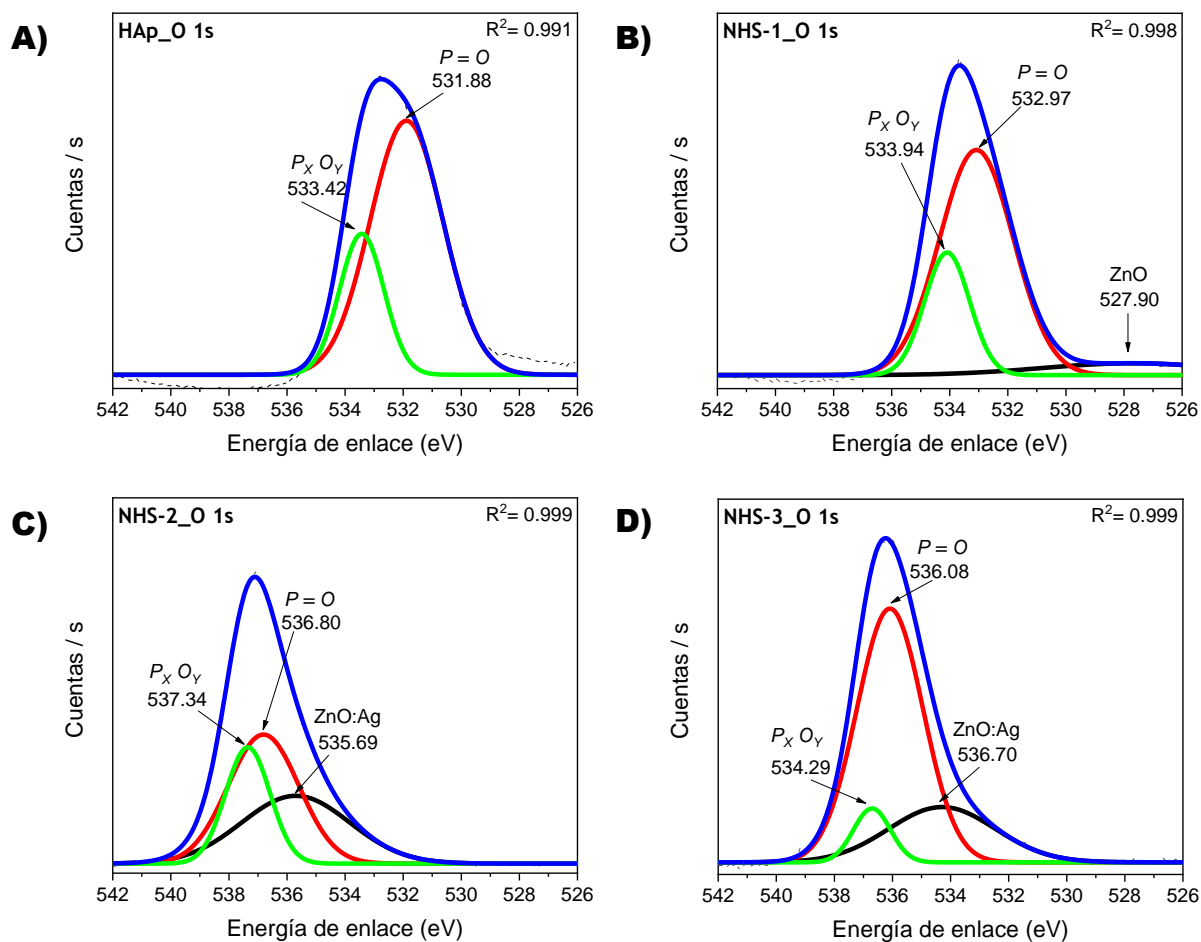 A)
HAp_O 1s
R²= 0.991
P = O
531.88
Pₓ Oᵧ
533.42
Cuentas / s
542 540 538 536 534 532 530 528 526
Energía de enlace (eV)
B)
NHS-1_O 1s
R²= 0.998
P = O
532.97
Pₓ Oᵧ
533.94
ZnO
527.90
Cuentas / s
542 540 538 536 534 532 530 528 526
Energía de enlace (eV)
C)
NHS-2_O 1s
R²= 0.999
P = O
536.80
Pₓ Oᵧ
537.34
ZnO:Ag
535.69
Cuentas / s
542 540 538 536 534 532 530 528 526
Energía de enlace (eV)
D)
NHS-3_O 1s
R²= 0.999
P = O
536.08
Pₓ Oᵧ
534.29
ZnO:Ag
536.70
Cuentas / s
542 540 538 536 534 532 530 528 526
Energía de enlace (eV)